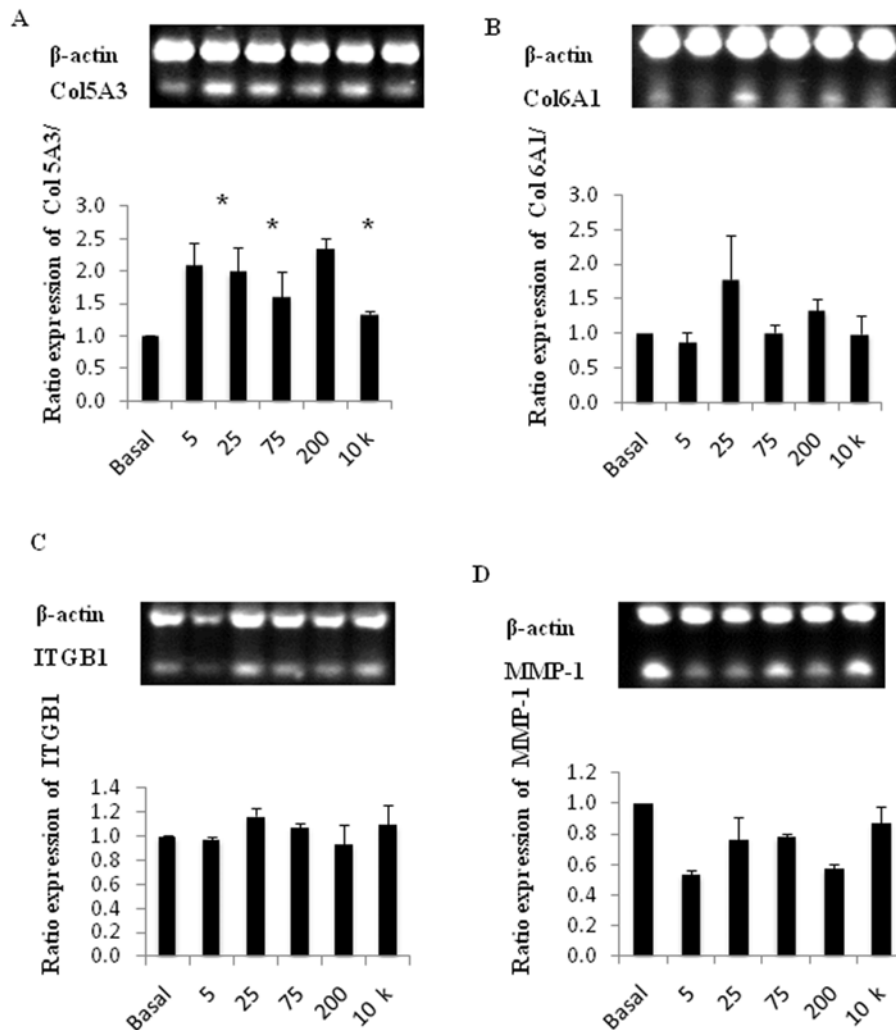 A
β-actin
Col5A3
Ratio expression of Col 5A3/
3.0
2.5
2.0
1.5
1.0
0.5
0.0
* * *
Basal 5 25 75 200 10 k
B
β-actin
Col6A1
Ratio expression of Col 6A1/
3.0
2.5
2.0
1.5
1.0
0.5
0.0
Basal 5 25 75 200 10 k
C
β-actin
ITGB1
Ratio expression of ITGB1
1.4
1.2
1.0
0.8
0.6
0.4
0.2
0.0
Basal 5 25 75 200 10 k
D
β-actin
MMP-1
Ratio expression of MMP-1
1.2
1.0
0.8
0.6
0.4
0.2
0.0
Basal 5 25 75 200 10 k